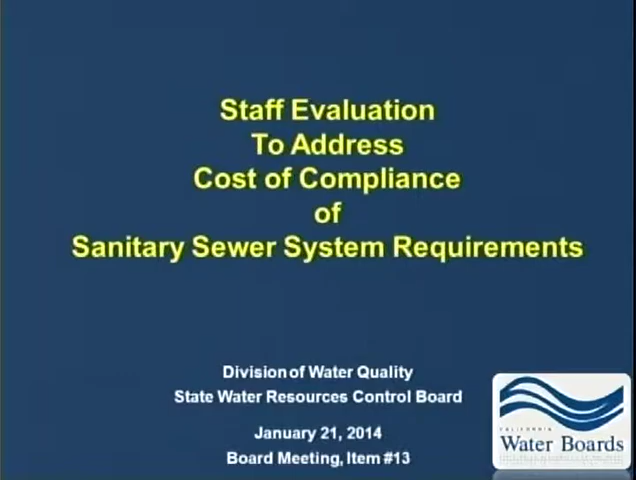 Staff Evaluation
To Address
Cost of Compliance
of
Sanitary Sewer System Requirements
Division of Water Quality
State Water Resources Control Board
January 21, 2014
Board Meeting, Item #13
CALIFORNIA
Water Boards